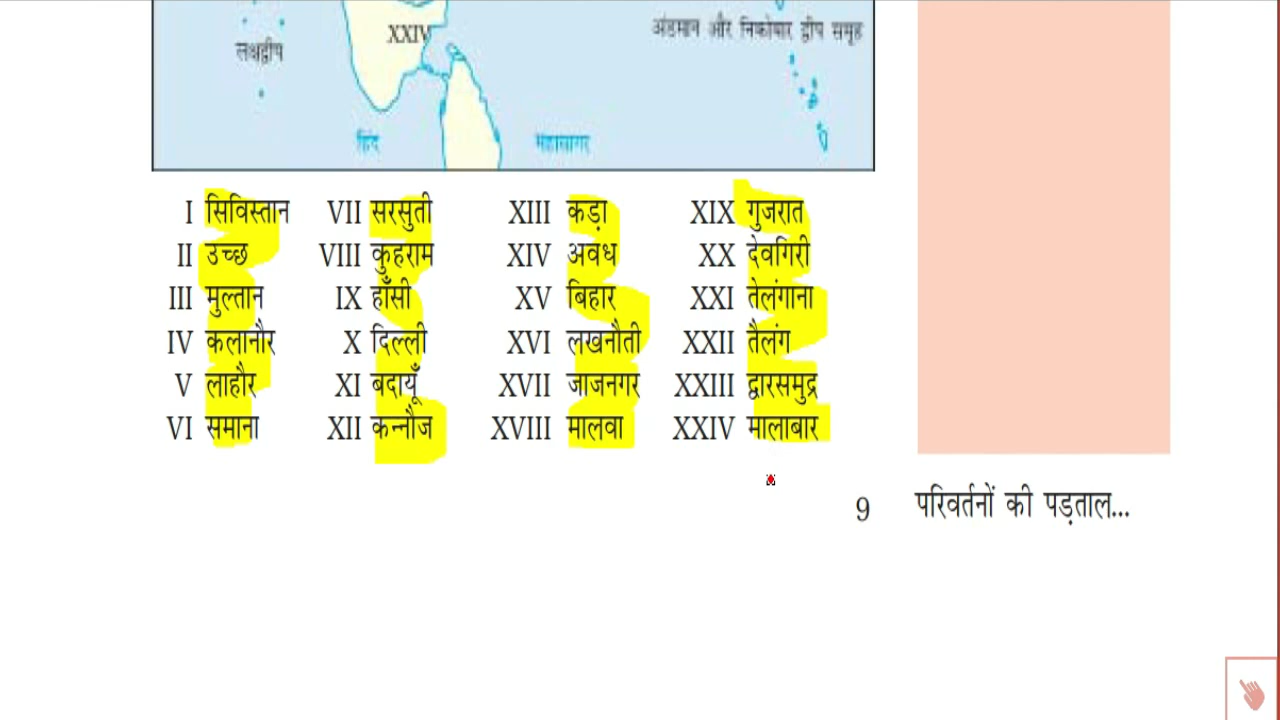 XXIV
अंडमान और निकोबार द्वीप समूह
लक्षद्वीप
हिंद महासागर
I सिविस्तान VII सरसुती XIII कड़ा XIX गुजरात
II उच्छ VIII कुहराम XIV अवध XX देवगिरी
III मुल्तान IX हाँसी XV बिहार XXI तेलंगाना
IV कलानौर X दिल्ली XVI लखनौती XXII तैलंग
V लाहौर XI बदायूँ XVII जाजनगर XXIII द्वारसमुद्र
VI समाना XII कन्नौज XVIII मालवा XXIV मालाबार
9 परिवर्तनों की पड़ताल...